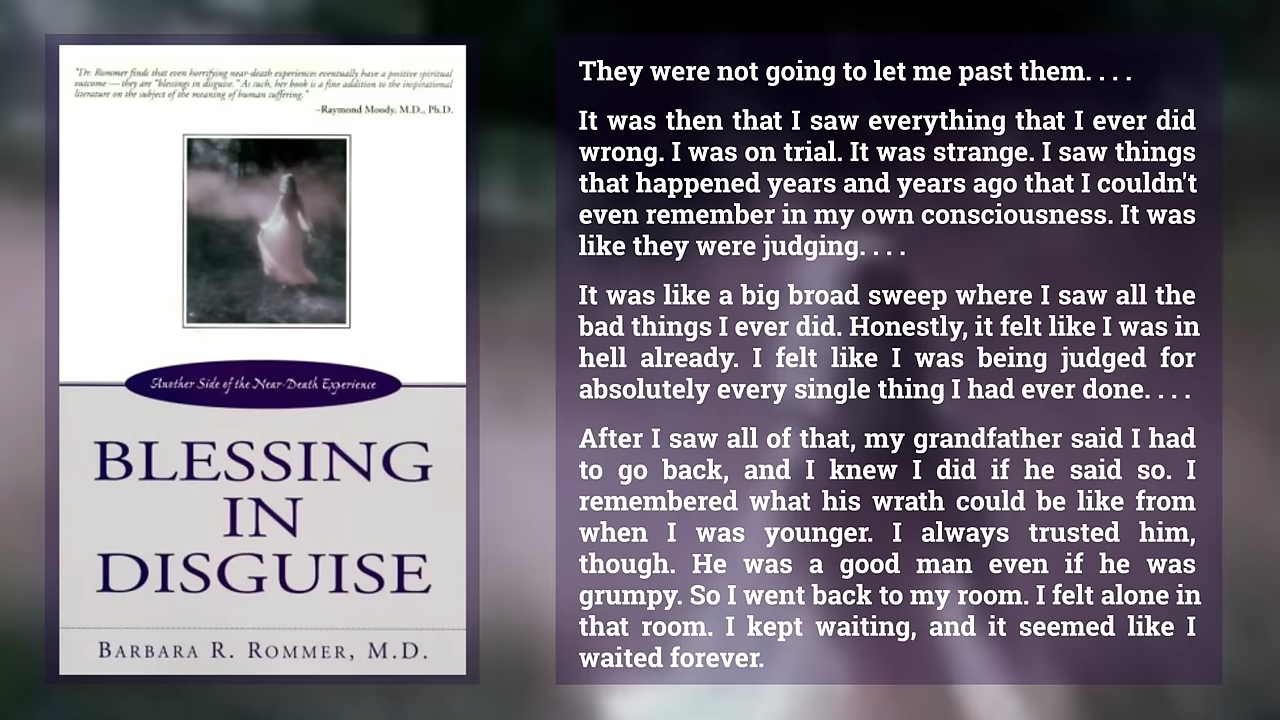 "Dr. Rommer finds that even horrifying near-death experiences eventually have a positive spiritual
outcome — they are "blessings in disguise." As such, her book is a fine addition to the inspirational
literature on the subject of the meaning of human suffering."
–Raymond Moody, M.D., Ph.D.
Another Side of the Near-Death Experience
BLESSING
IN
DISGUISE
BARBARA R. ROMMER, M.D.
They were not going to let me past them. . . .
It was then that I saw everything that I ever did
wrong. I was on trial. It was strange. I saw things
that happened years and years ago that I couldn't
even remember in my own consciousness. It was
like they were judging. . . .
It was like a big broad sweep where I saw all the
bad things I ever did. Honestly, it felt like I was in
hell already. I felt like I was being judged for
absolutely every single thing I had ever done. . . .
After I saw all of that, my grandfather said I had
to go back, and I knew I did if he said so. I
remembered what his wrath could be like from
when I was younger. I always trusted him,
though. He was a good man even if he was
grumpy. So I went back to my room. I felt alone in
that room. I kept waiting, and it seemed like I
waited forever.